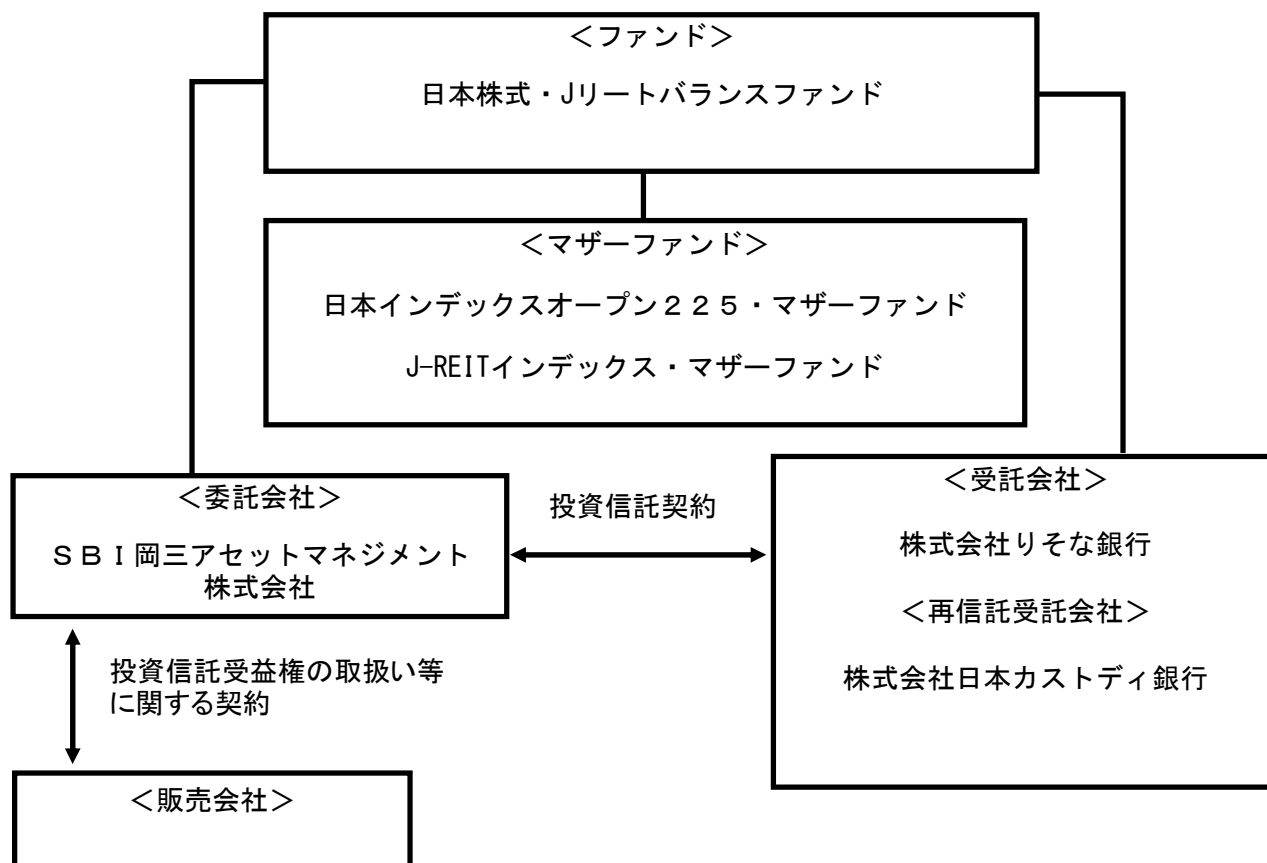 ＜ファンド＞
日本株式・Jリートバランスファンド
＜マザーファンド＞
日本インデックスオープン２２５・マザーファンド
J-REITインデックス・マザーファンド
＜委託会社＞
ＳＢＩ岡三アセットマネジメント
株式会社
投資信託契約
＜受託会社＞
株式会社りそな銀行
＜再信託受託会社＞
株式会社日本カストディ銀行
投資信託受益権の取扱い等
に関する契約
＜販売会社＞